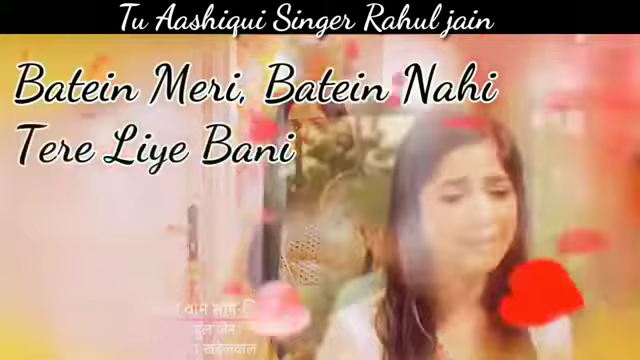 Tu Aashiqui Singer Rahul jain
Batein Meri, Batein Nahi
Tere Liye Bani